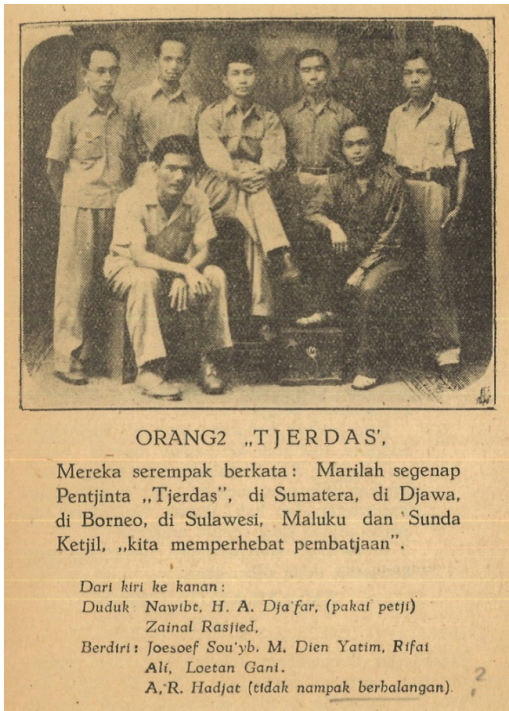 ORANG2 „TJERDAS‘,
Mereka serempak berkata: Marilah segenap
Pentjinta „Tjerdas”, di Sumatera, di Djawa,
di Borneo, di Sulawesi, Maluku dan Sunda
Ketjil, „kita memperhebat pembatjaan”.
Dari kiri ke kanan:
Duduk Nawibt, H. A. Dja'far, (pakai petji)
Zainal Rasjied,
Berdiri: Joesoef Sou'yb. M. Dien Yatim, Rifai
Ali, Loetan Gani.
A. R. Hadjat (tidak nampak berhalangan).
?